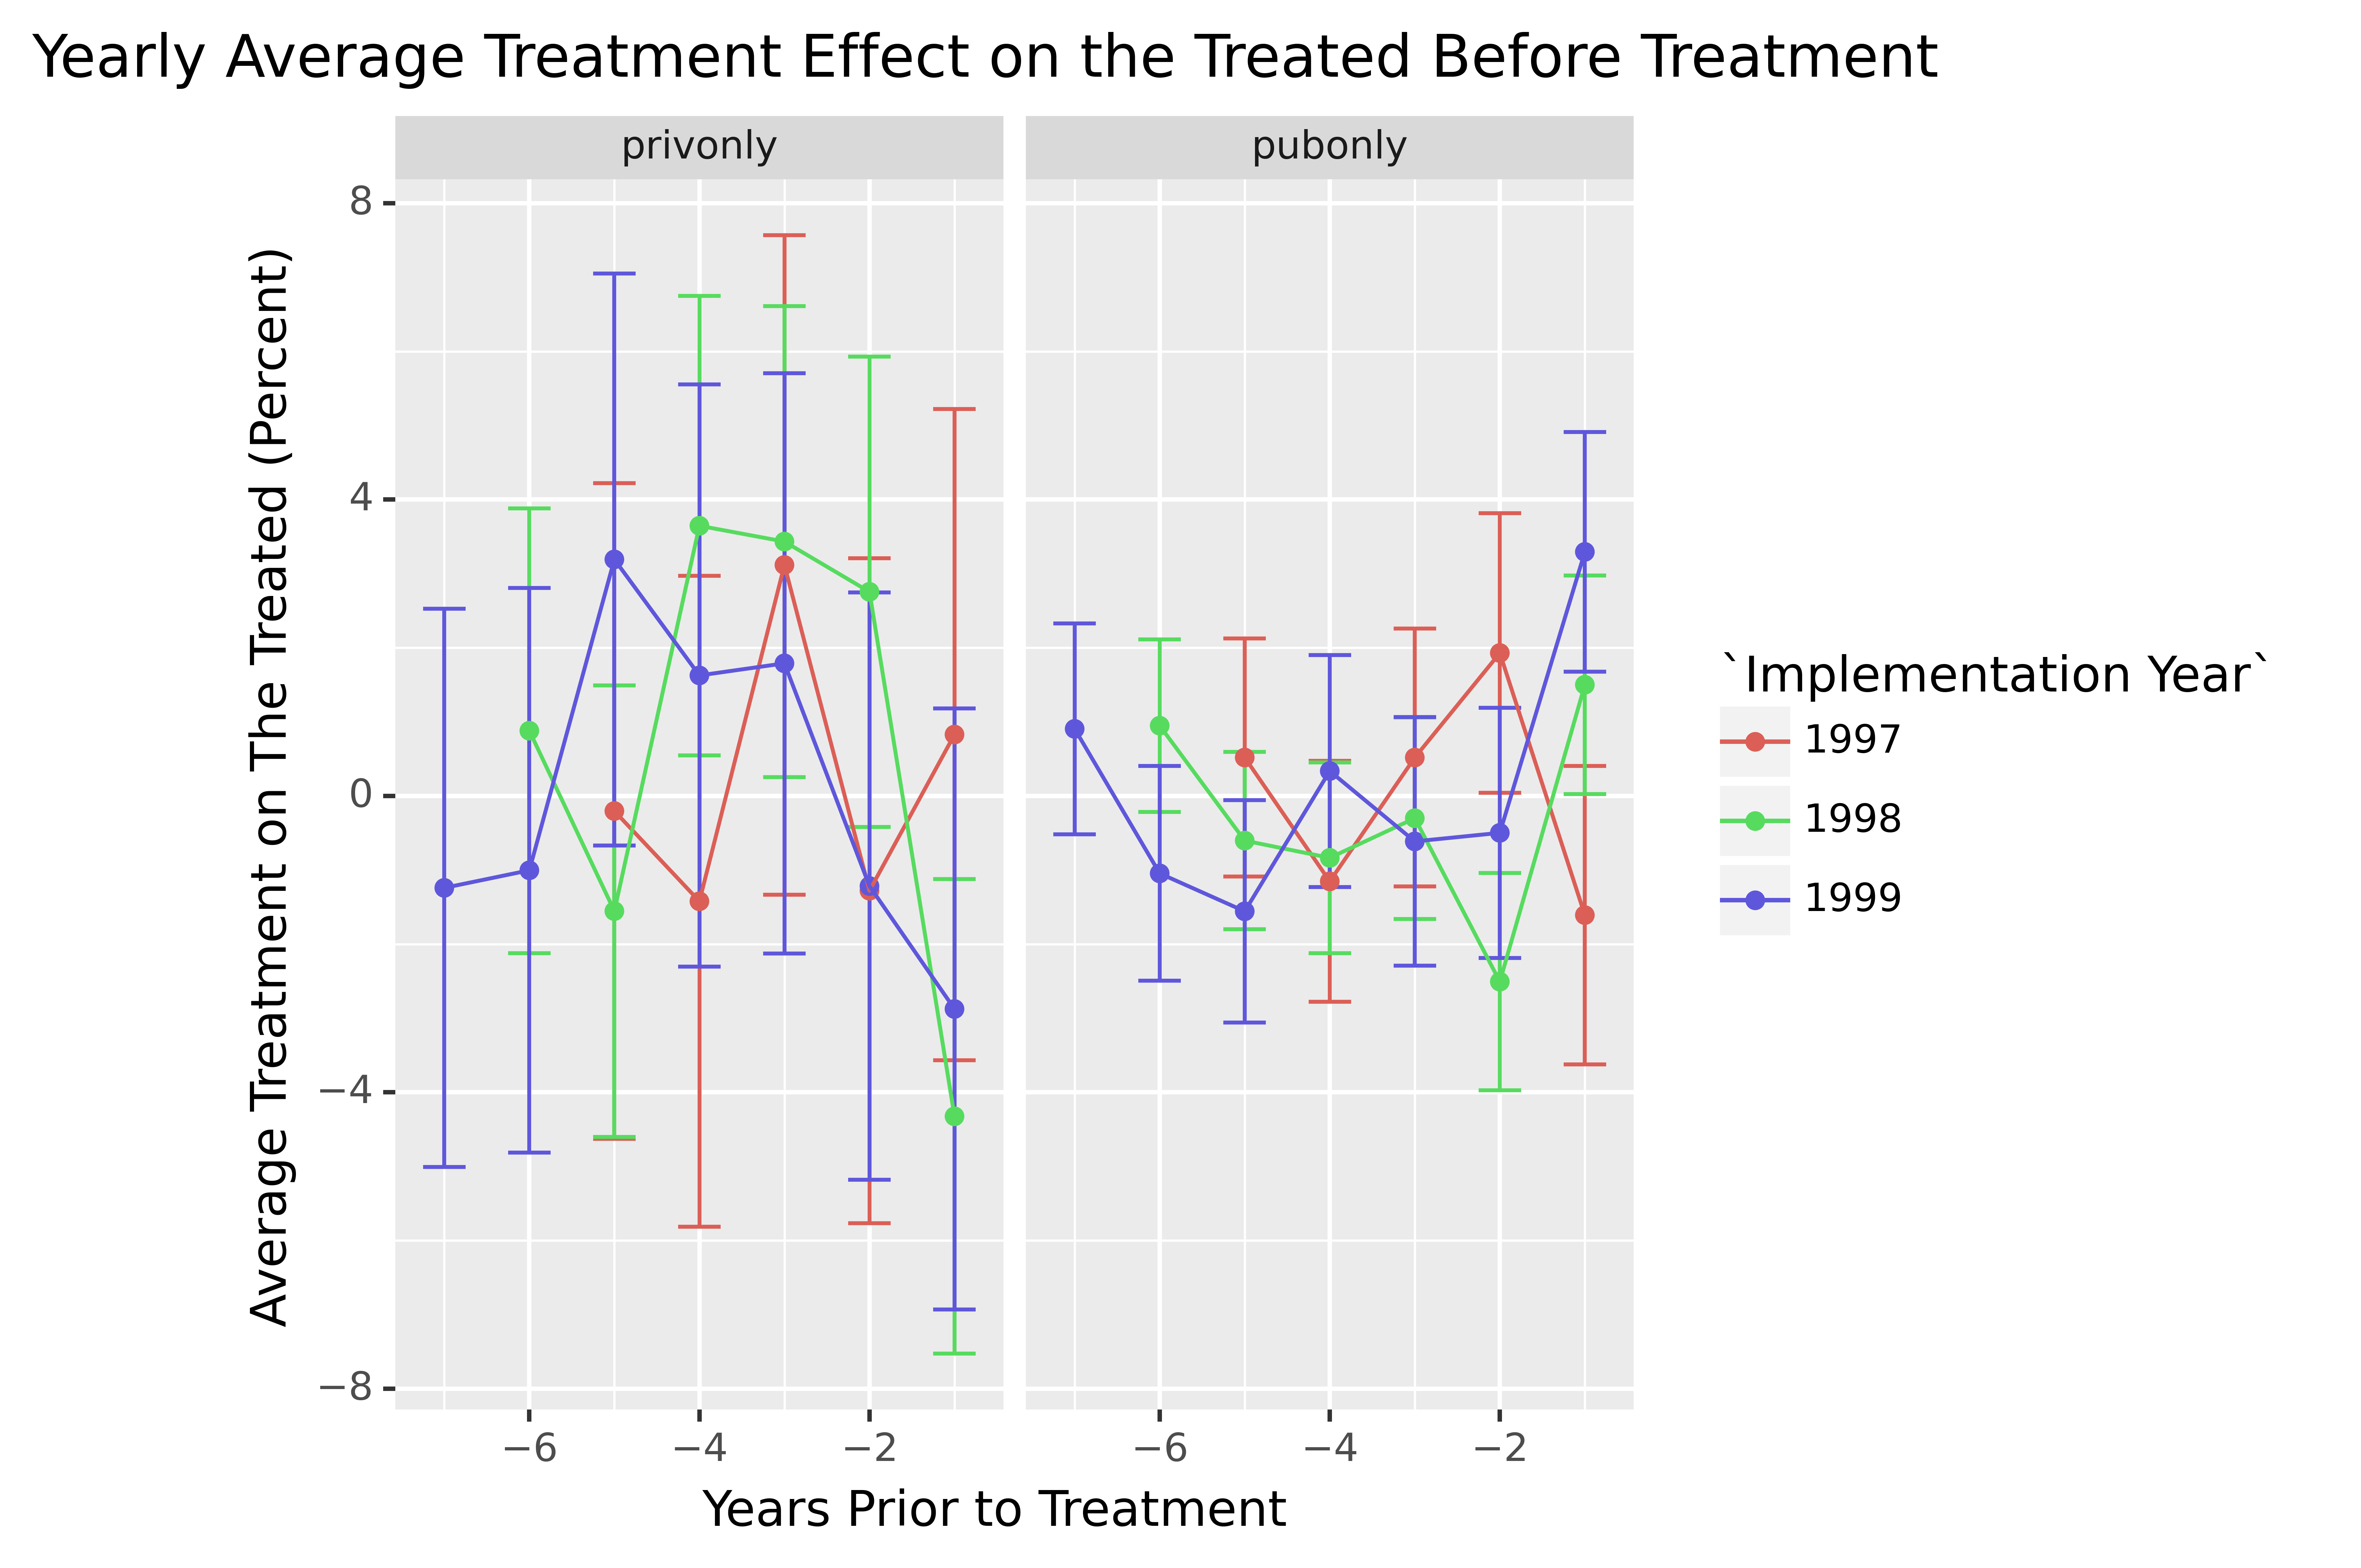 Yearly Average Treatment Effect on the Treated Before Treatment
privonly
pubonly
Average Treatment on The Treated (Percent)
8
4
0
−4
−8
−6
−4
−2
−6
−4
−2
Years Prior to Treatment
`Implementation Year`
1997
1998
1999